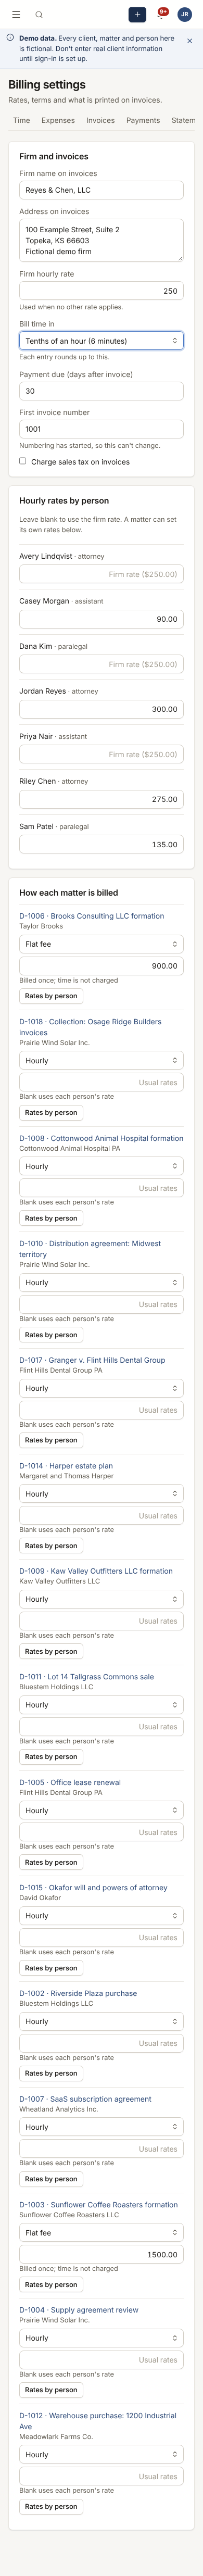 9+
JR
Demo data. Every client, matter and person here
is fictional. Don't enter real client information
until sign-in is set up.
Billing settings
Rates, terms and what is printed on invoices.
Time Expenses Invoices Payments Statem
Firm and invoices
Firm name on invoices
Reyes & Chen, LLC
Address on invoices
100 Example Street, Suite 2
Topeka, KS 66603
Fictional demo firm
Firm hourly rate
250
Used when no other rate applies.
Bill time in
Tenths of an hour (6 minutes)
Each entry rounds up to this.
Payment due (days after invoice)
30
First invoice number
1001
Numbering has started, so this can't change.
Charge sales tax on invoices
Hourly rates by person
Leave blank to use the firm rate. A matter can set
its own rates below.
Avery Lindqvist · attorney
Firm rate ($250.00)
Casey Morgan · assistant
90.00
Dana Kim · paralegal
Firm rate ($250.00)
Jordan Reyes · attorney
300.00
Priya Nair · assistant
Firm rate ($250.00)
Riley Chen · attorney
275.00
Sam Patel · paralegal
135.00
How each matter is billed
D-1006 · Brooks Consulting LLC formation
Taylor Brooks
Flat fee
900.00
Billed once; time is not charged
Rates by person
D-1018 · Collection: Osage Ridge Builders
invoices
Prairie Wind Solar Inc.
Hourly
Usual rates
Blank uses each person's rate
Rates by person
D-1008 · Cottonwood Animal Hospital formation
Cottonwood Animal Hospital PA
Hourly
Usual rates
Blank uses each person's rate
Rates by person
D-1010 · Distribution agreement: Midwest
territory
Prairie Wind Solar Inc.
Hourly
Usual rates
Blank uses each person's rate
Rates by person
D-1017 · Granger v. Flint Hills Dental Group
Flint Hills Dental Group PA
Hourly
Usual rates
Blank uses each person's rate
Rates by person
D-1014 · Harper estate plan
Margaret and Thomas Harper
Hourly
Usual rates
Blank uses each person's rate
Rates by person
D-1009 · Kaw Valley Outfitters LLC formation
Kaw Valley Outfitters LLC
Hourly
Usual rates
Blank uses each person's rate
Rates by person
D-1011 · Lot 14 Tallgrass Commons sale
Bluestem Holdings LLC
Hourly
Usual rates
Blank uses each person's rate
Rates by person
D-1005 · Office lease renewal
Flint Hills Dental Group PA
Hourly
Usual rates
Blank uses each person's rate
Rates by person
D-1015 · Okafor will and powers of attorney
David Okafor
Hourly
Usual rates
Blank uses each person's rate
Rates by person
D-1002 · Riverside Plaza purchase
Bluestem Holdings LLC
Hourly
Usual rates
Blank uses each person's rate
Rates by person
D-1007 · SaaS subscription agreement
Wheatland Analytics Inc.
Hourly
Usual rates
Blank uses each person's rate
Rates by person
D-1003 · Sunflower Coffee Roasters formation
Sunflower Coffee Roasters LLC
Flat fee
1500.00
Billed once; time is not charged
Rates by person
D-1004 · Supply agreement review
Prairie Wind Solar Inc.
Hourly
Usual rates
Blank uses each person's rate
Rates by person
D-1012 · Warehouse purchase: 1200 Industrial
Ave
Meadowlark Farms Co.
Hourly
Usual rates
Blank uses each person's rate
Rates by person